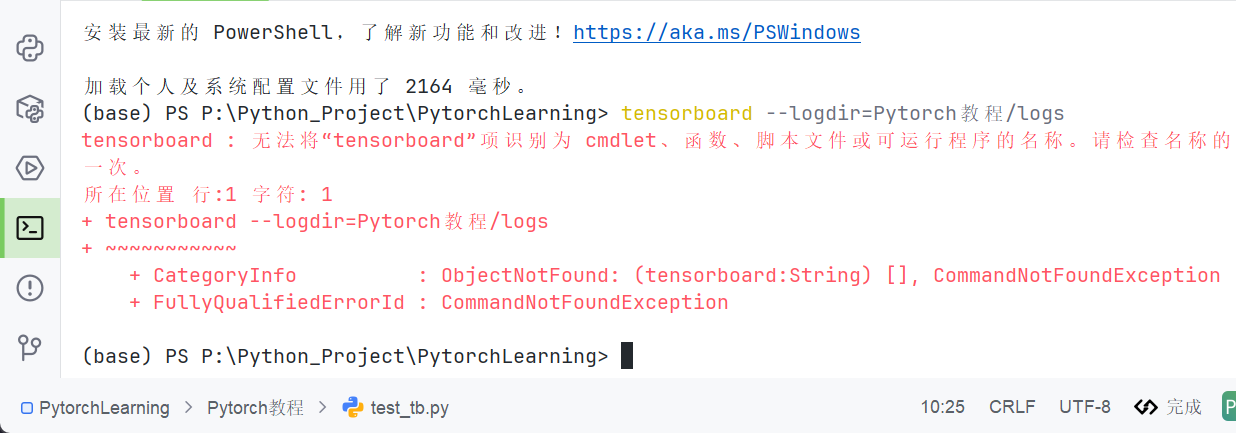 安装最新的 PowerShell，了解新功能和改进！https://aka.ms/PSWindows
加载个人及系统配置文件用了 2164 毫秒。
(base) PS P:\Python_Project\PytorchLearning> tensorboard --logdir=Pytorch教程/logs
tensorboard : 无法将“tensorboard”项识别为 cmdlet、函数、脚本文件或可运行程序的名称。请检查名称的
一次。
所在位置 行:1 字符: 1
+ tensorboard --logdir=Pytorch教程/logs
+ ~~~~~~~~~~~
+ CategoryInfo : ObjectNotFound: (tensorboard:String) [], CommandNotFoundException
+ FullyQualifiedErrorId : CommandNotFoundException
(base) PS P:\Python_Project\PytorchLearning>
PytorchLearning > Pytorch教程 > test_tb.py 10:25 CRLF UTF-8 完成 P